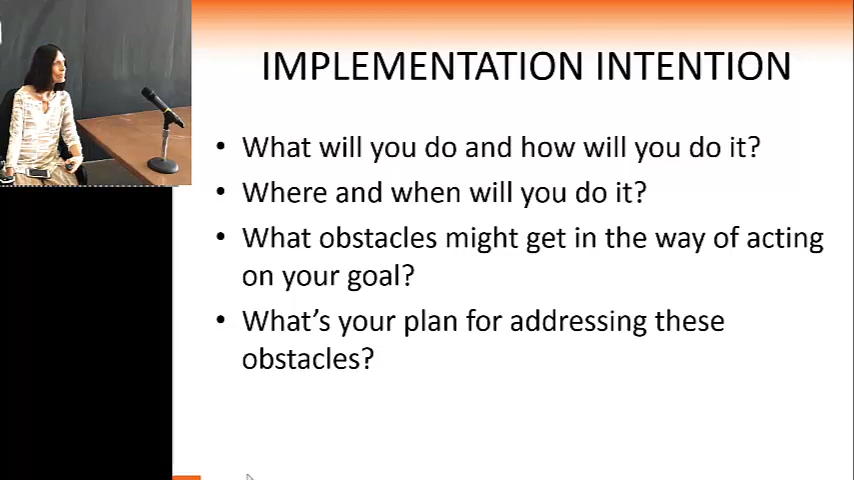 IMPLEMENTATION INTENTION
• What will you do and how will you do it?
• Where and when will you do it?
• What obstacles might get in the way of acting
on your goal?
• What’s your plan for addressing these
obstacles?